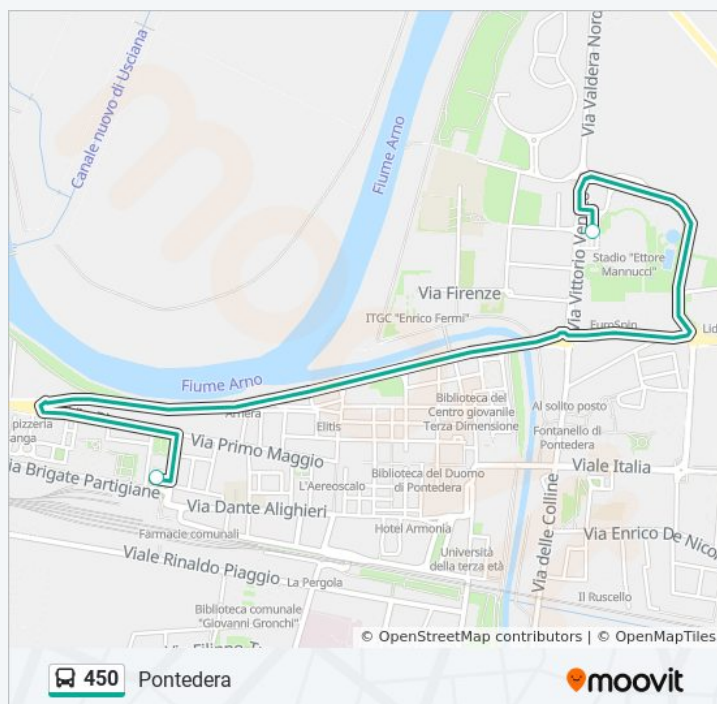 Canale nuovo di Usciana
Fiume Arno
Via Valdera Nord
Via Vittorio Vene
Stadio "Ettore
Mannucci"
Via Firenze
ITGC "Enrico Fermi"
EuroSpin
Lid
Fiume Arno
pizzeria
anga
Arnera
Elitis
Biblioteca del
Centro giovanile
Terza Dimensione
Al solito posto
Fontanello di
Pontedera
Via Primo Maggio
L'Aereoscalo
Biblioteca del Duomo
di Pontedera
Viale Italia
ia Brigate Partigiane
Via Dante Alighieri
Hotel Armonia
Farmacie comunali
Via delle Colline
Via Enrico De Nico
Viale Rinaldo Piaggio
La Pergola
Università
della terza età
Il Ruscello
Biblioteca comunale
"Giovanni Gronchi"
© OpenStreetMap contributors | © OpenMapTiles
450 Pontedera
moovit